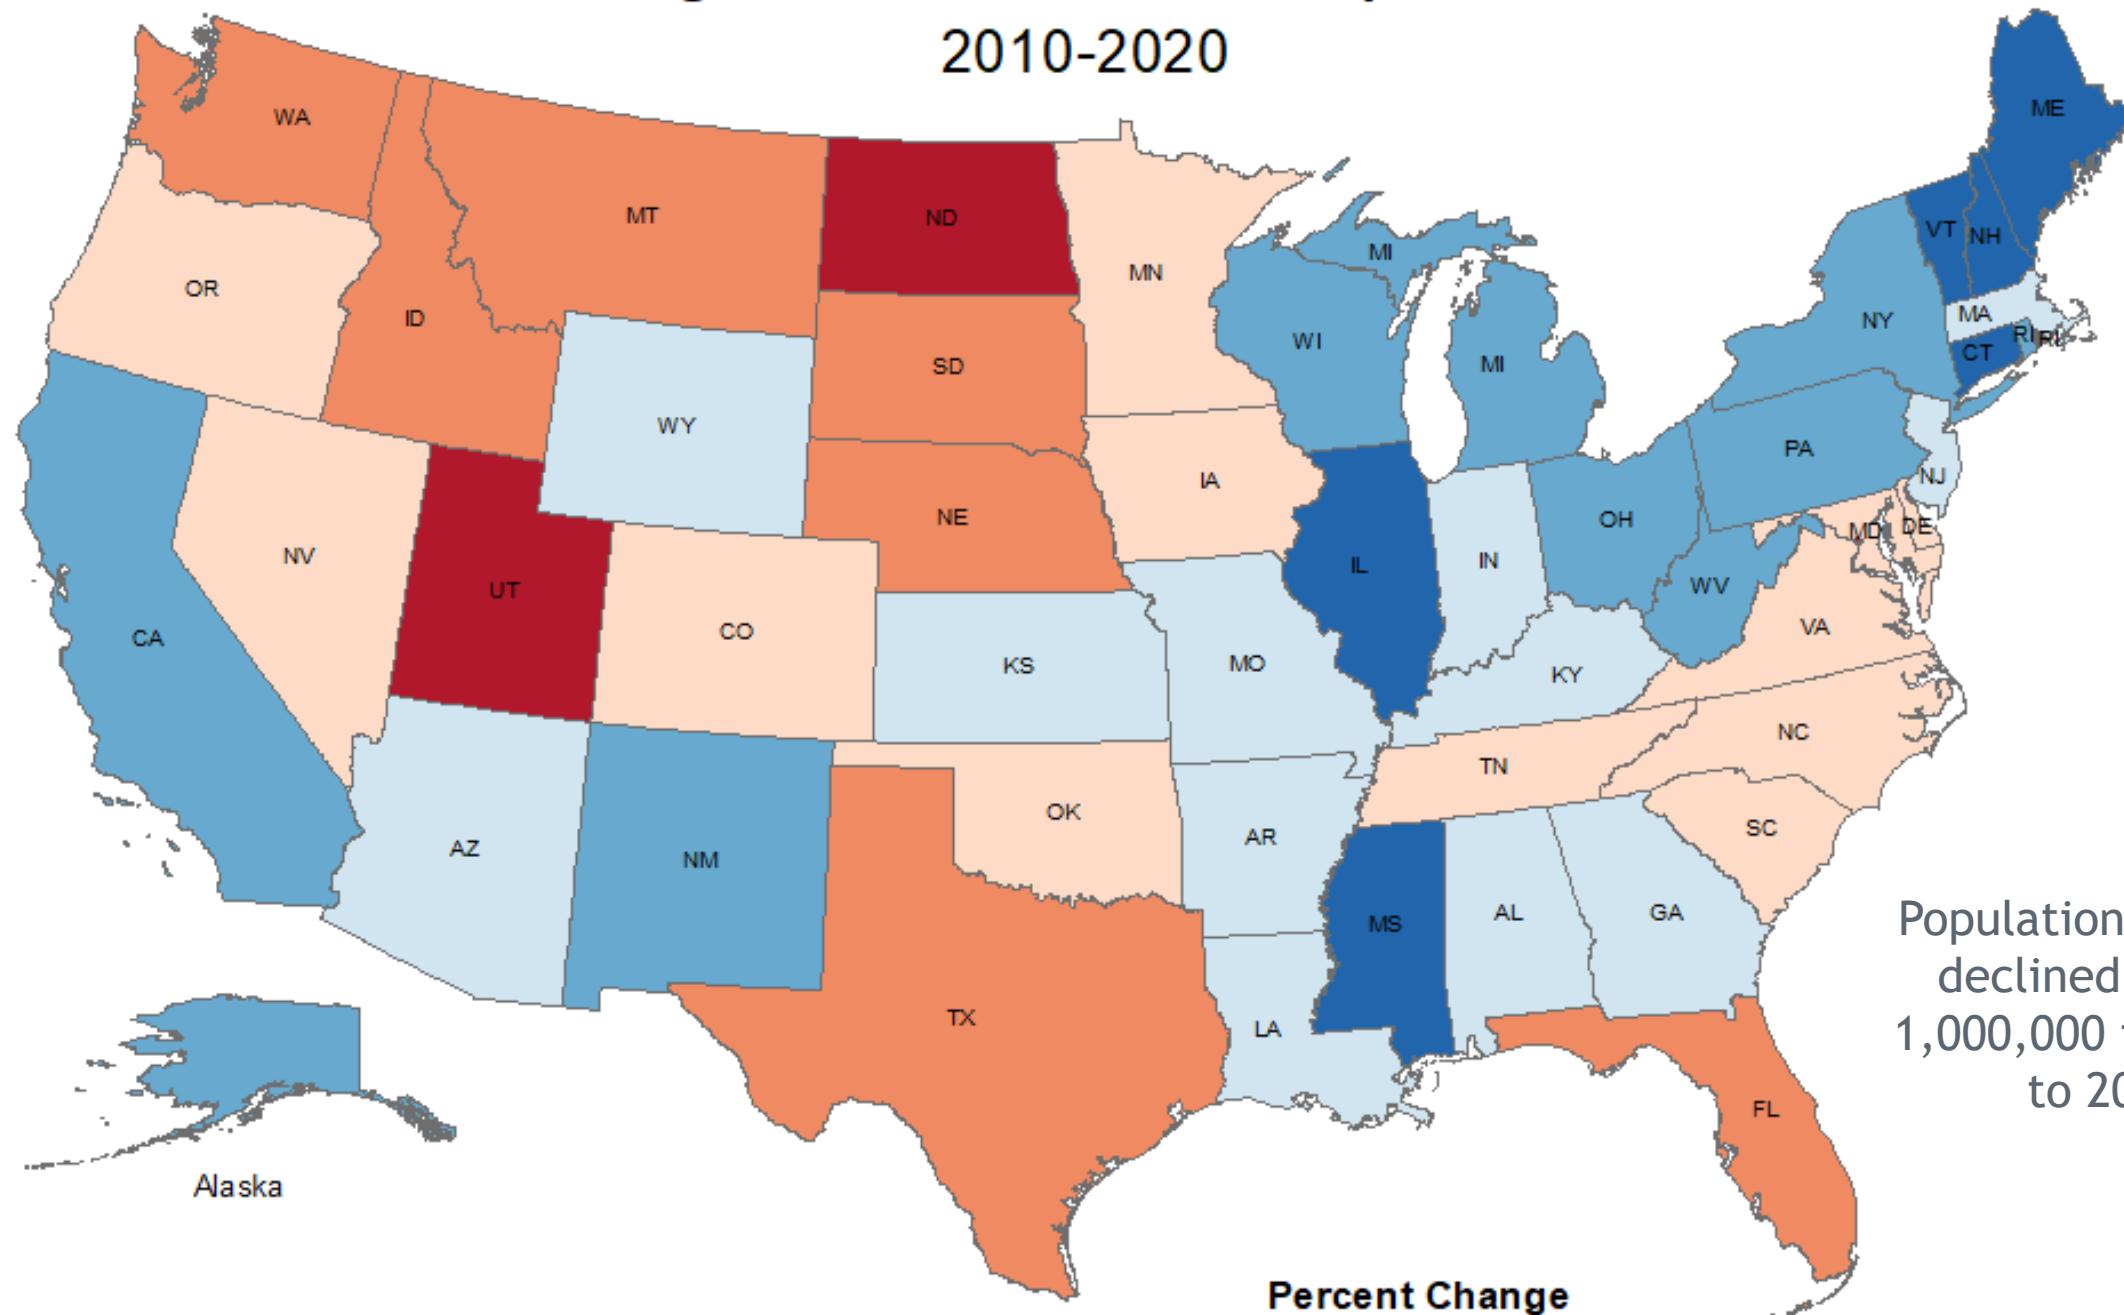 2010-2020
WA
ME
MT
ND
VT
NH
OR
MN
MI
ID
MA
NY
WI
RI
RI
SD
CT
MI
WY
PA
IA
NJ
NE
OH
MD
DE
NV
IN
IL
UT
WV
CO
VA
CA
KS
MO
KY
NC
TN
OK
SC
AR
AZ
NM
AL
GA
MS
Population
declined
1,000,000
to
TX
LA
FL
Alaska
Percent Change